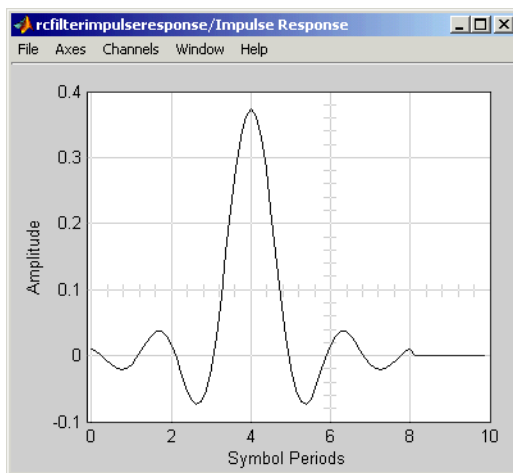 rcfilterimpulseresponse/Impulse Response
File Axes Channels Window Help
0.4
0.3
0.2
0.1
0
-0.1
Amplitude
0 2 4 6 8 10
Symbol Periods